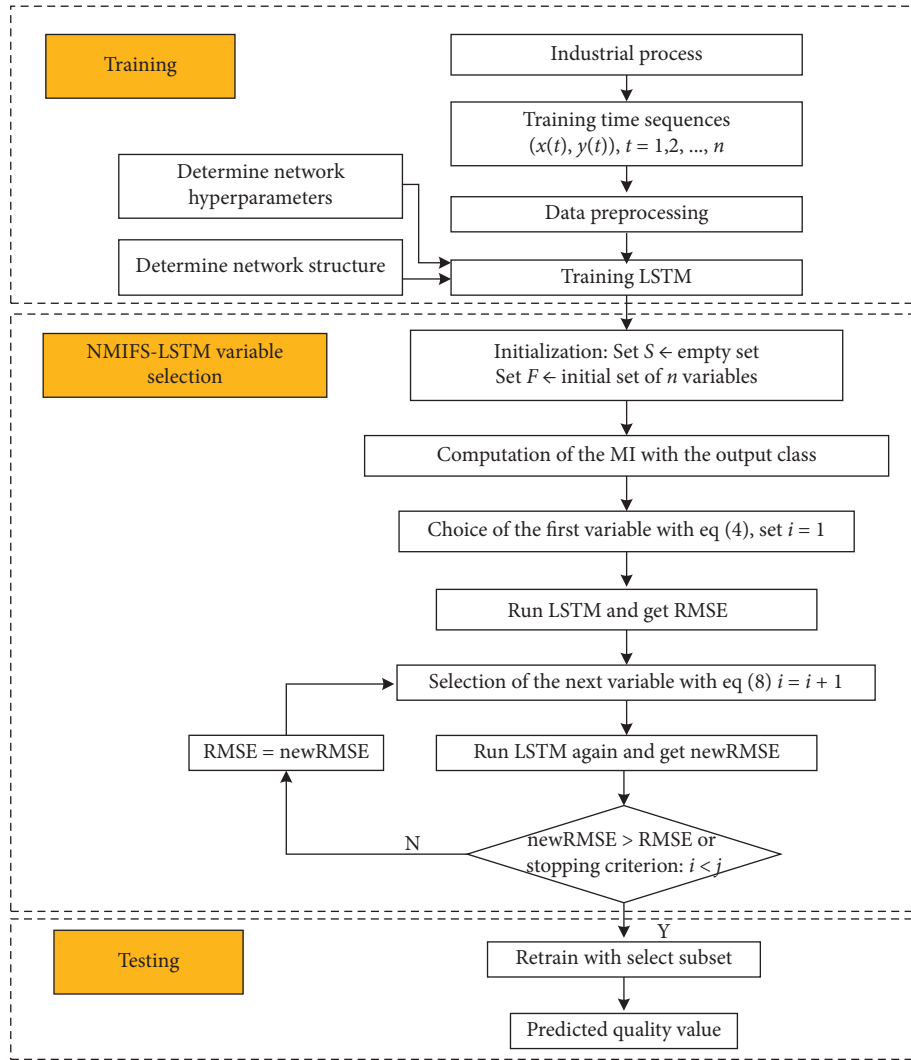 Training
Industrial process
Training time sequences
(x(t), y(t)), t = 1,2, ..., n
Determine network
hyperparameters
Data preprocessing
Determine network structure
Training LSTM
NMIFS-LSTM variable
selection
Initialization: Set S ← empty set
Set F ← initial set of n variables
Computation of the MI with the output class
Choice of the first variable with eq (4), set i = 1
Run LSTM and get RMSE
Selection of the next variable with eq (8) i = i + 1
RMSE = newRMSE
Run LSTM again and get newRMSE
N
newRMSE > RMSE or
stopping criterion: i < j
Y
Testing
Retrain with select subset
Predicted quality value